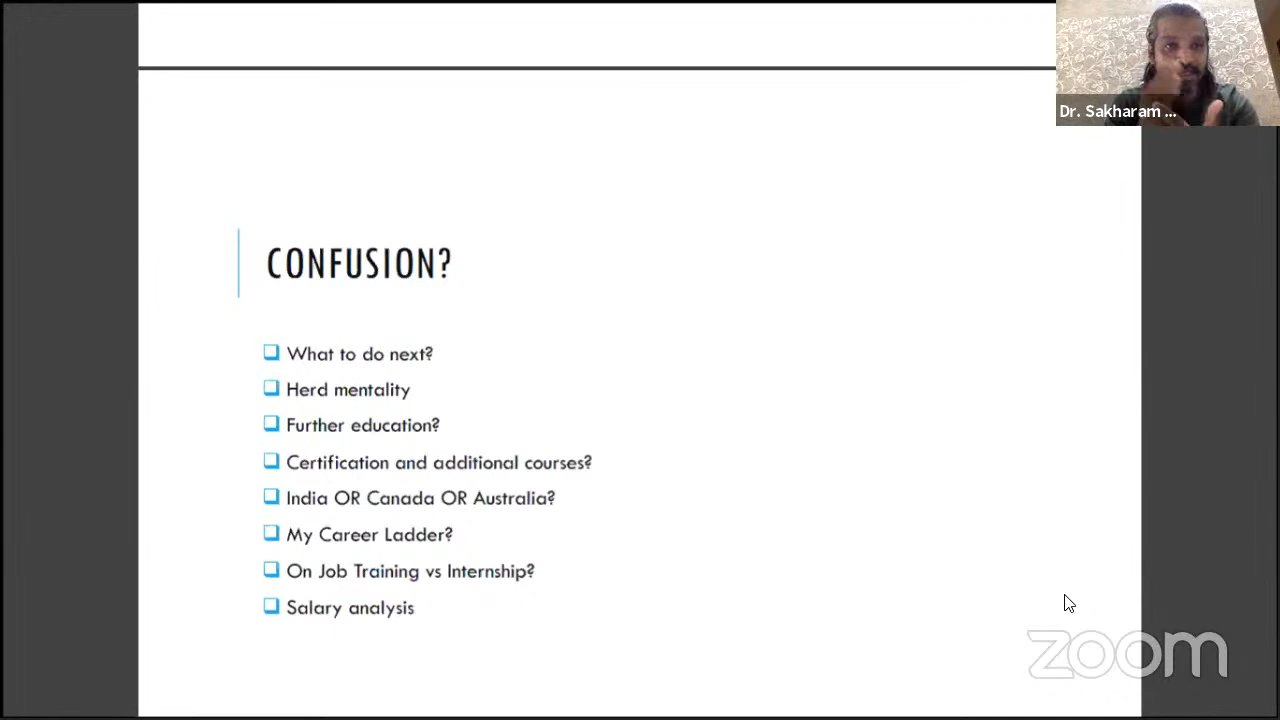 Dr. Sakharam ...
CONFUSION?
What to do next?
Herd mentality
Further education?
Certification and additional courses?
India OR Canada OR Australia?
My Career Ladder?
On Job Training vs Internship?
Salary analysis
zoom